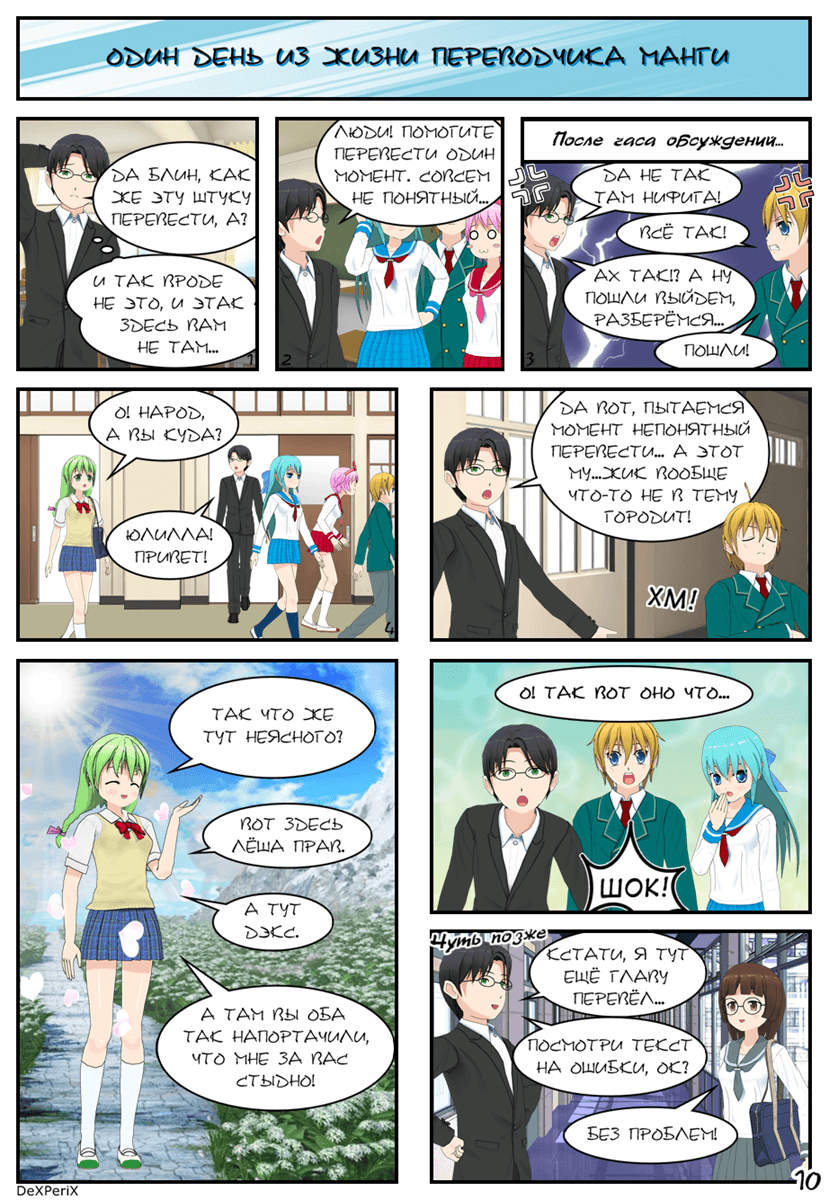 ОДИН ДЕНЬ ИЗ ЖИЗНИ ПЕРЕВОДЧИКА МАНГИ
ДА БЛИН, КАК
ЖЕ ЭТУ ШТУКУ
ПЕРЕВЕСТИ, А?
И ТАК ВРОДЕ
НЕ ЭТО, И ЭТАК
ЗДЕСЬ ВАМ
НЕ ТАМ...
1
ЛЮДИ! ПОМОГИТЕ
ПЕРЕВЕСТИ ОДИН
МОМЕНТ. СОВСЕМ
НЕ ПОНЯТНЫЙ...
2
После часа обсуждений...
ДА НЕ ТАК
ТАМ НИФИГА!
ВСЁ ТАК!
АХ ТАК!? А НУ
ПОШЛИ ВЫЙДЕМ,
РАЗБЕРЁМСЯ...
ПОШЛИ!
3
О! НАРОД,
А ВЫ КУДА?
ЮЛИЛЛА!
ПРИВЕТ!
4
ДА ВОТ, ПЫТАЕМСЯ
МОМЕНТ НЕПОНЯТНЫЙ
ПЕРЕВЕСТИ... А ЭТОТ
МУ...ЖИК ВООБЩЕ
ЧТО-ТО НЕ В ТЕМУ
ГОРОДИТ!
ХМ!
ТАК ЧТО ЖЕ
ТУТ НЕЯСНОГО?
ВОТ ЗДЕСЬ
ЛЁША ПРАВ.
А ТУТ
ДЭКС.
А ТАМ ВЫ ОБА
ТАК НАПОРТАЧИЛИ,
ЧТО МНЕ ЗА ВАС
СТЫДНО!
О! ТАК ВОТ ОНО ЧТО...
ШОК!
Чуть позже
КСТАТИ, Я ТУТ
ЕЩЁ ГЛАВУ
ПЕРЕВЁЛ...
ПОСМОТРИ ТЕКСТ
НА ОШИБКИ, ОК?
БЕЗ ПРОБЛЕМ!
10
DeXPeriX